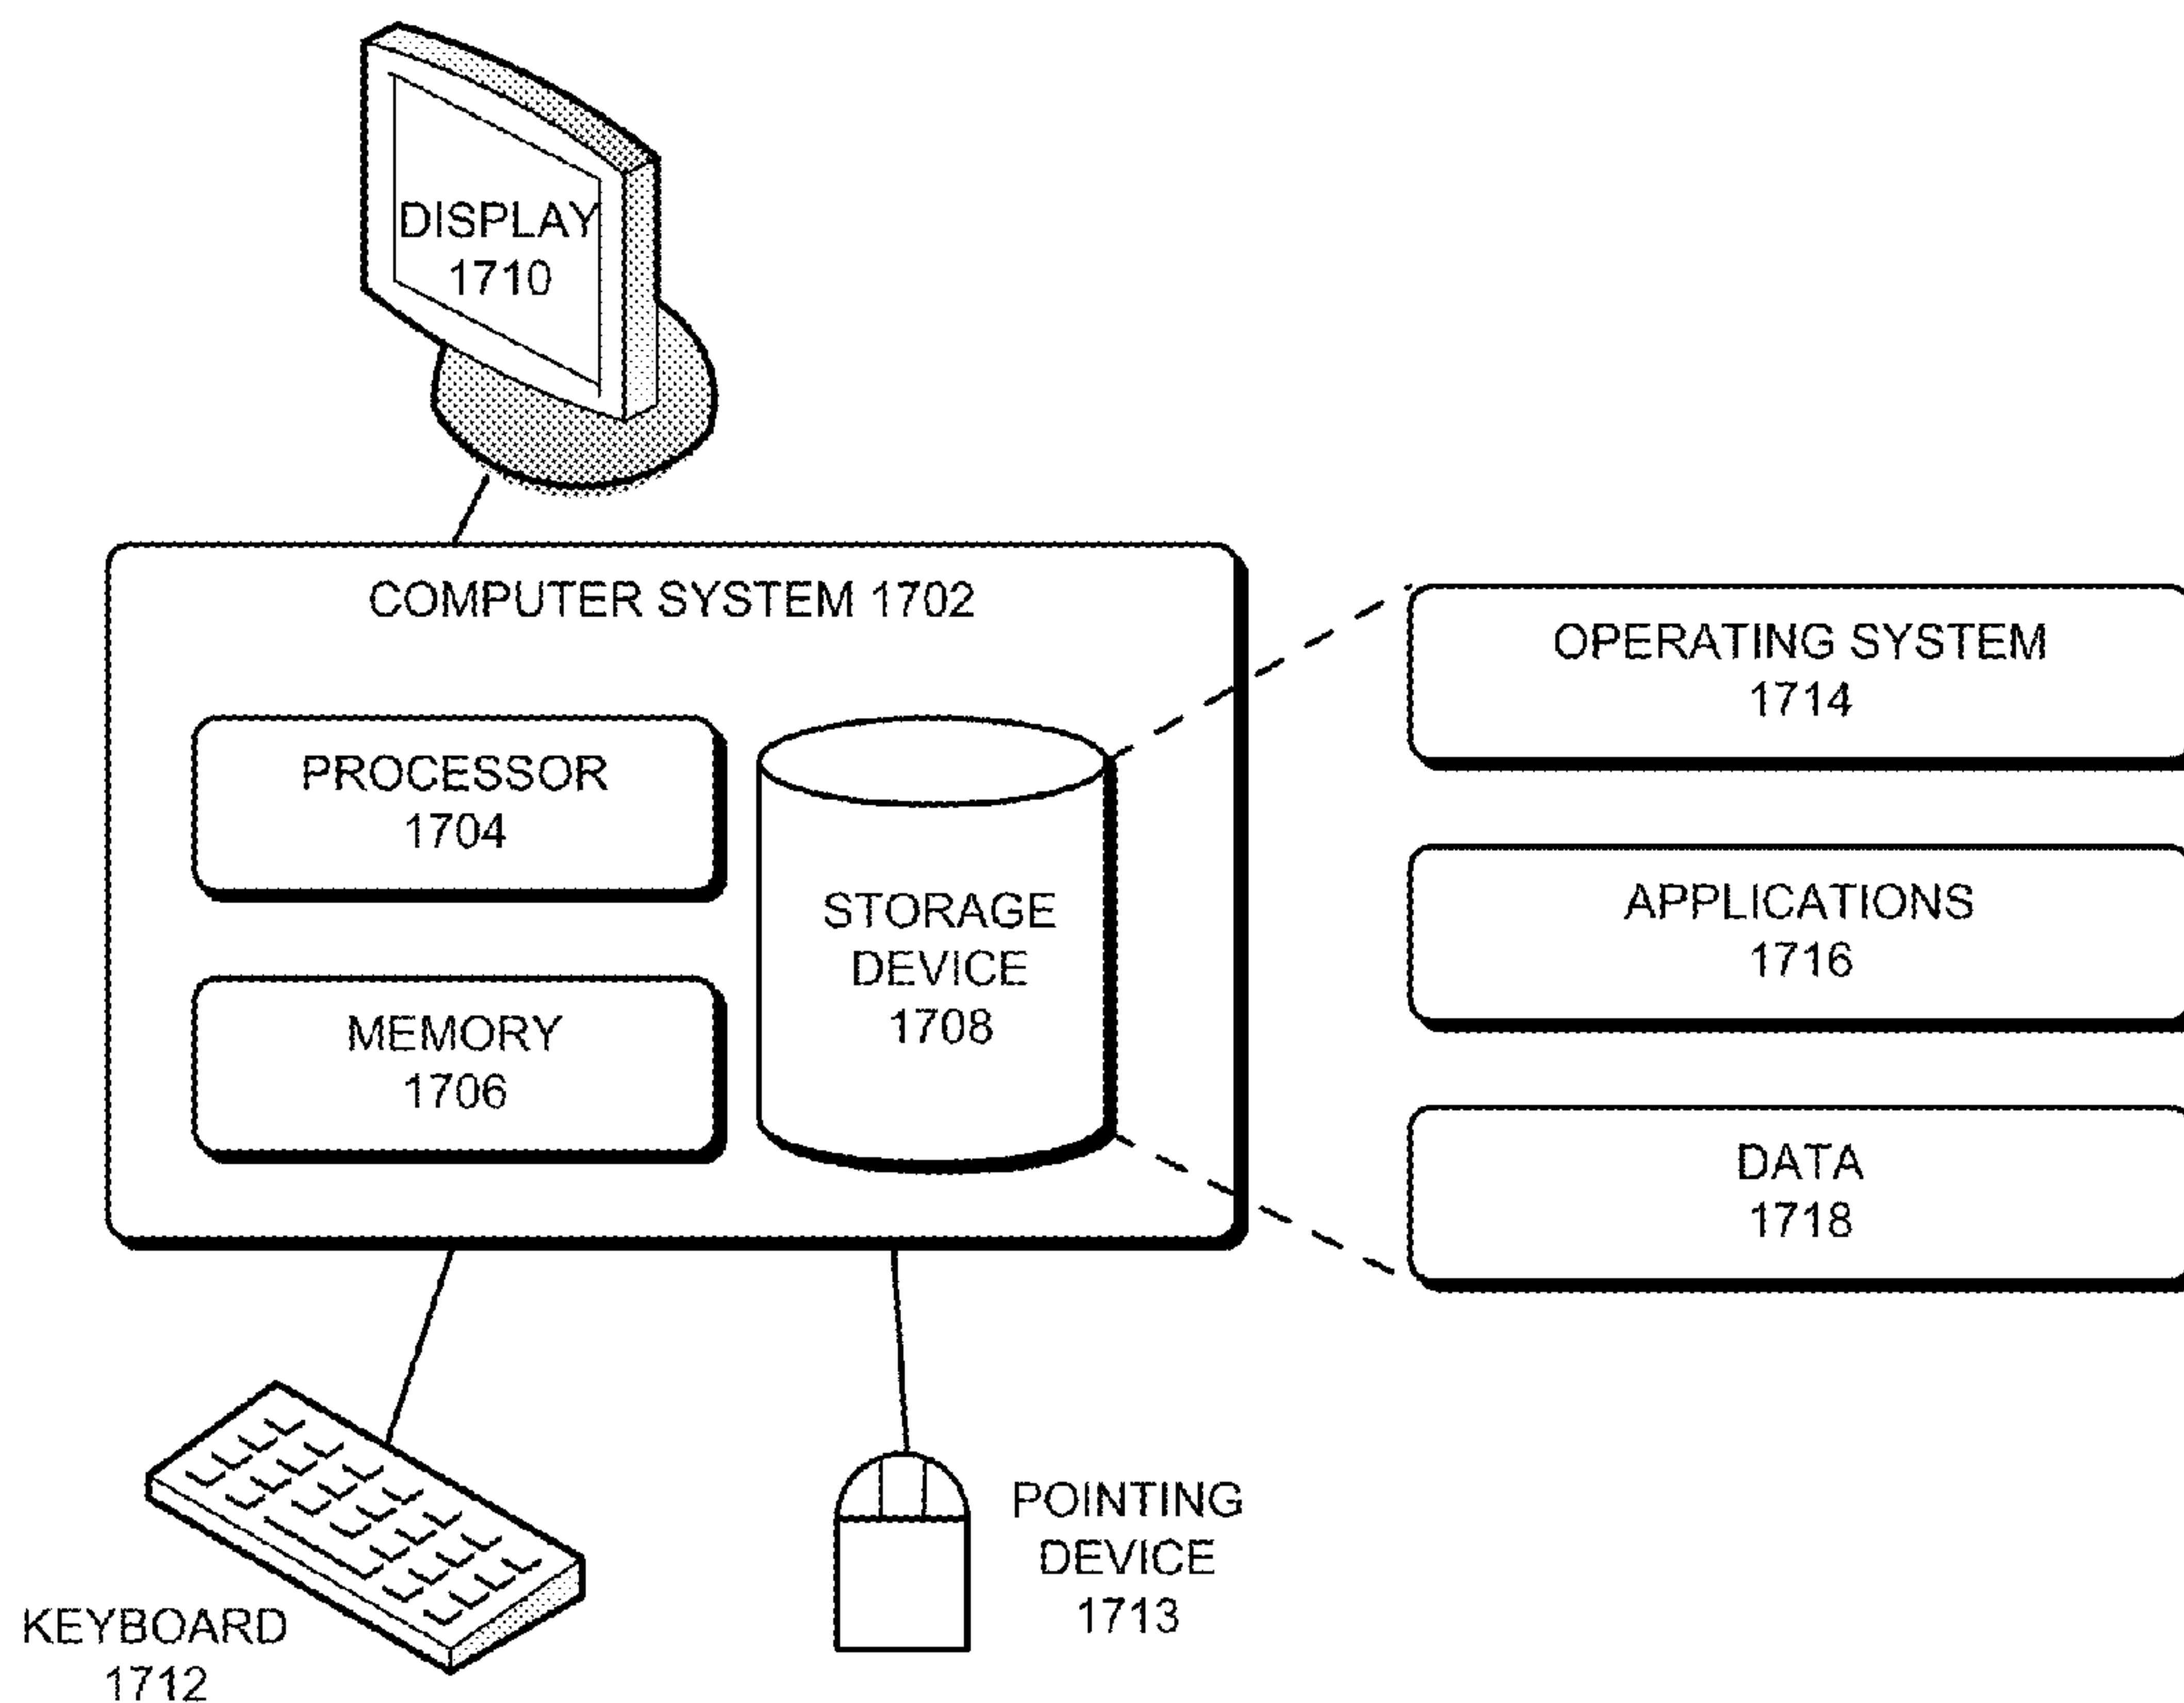 DISPLAY
1710
COMPUTER SYSTEM 1702
PROCESSOR
1704
MEMORY
1706
STORAGE
DEVICE
1708
OPERATING SYSTEM
1714
APPLICATIONS
1716
DATA
1718
KEYBOARD
1712
POINTING
DEVICE
1713